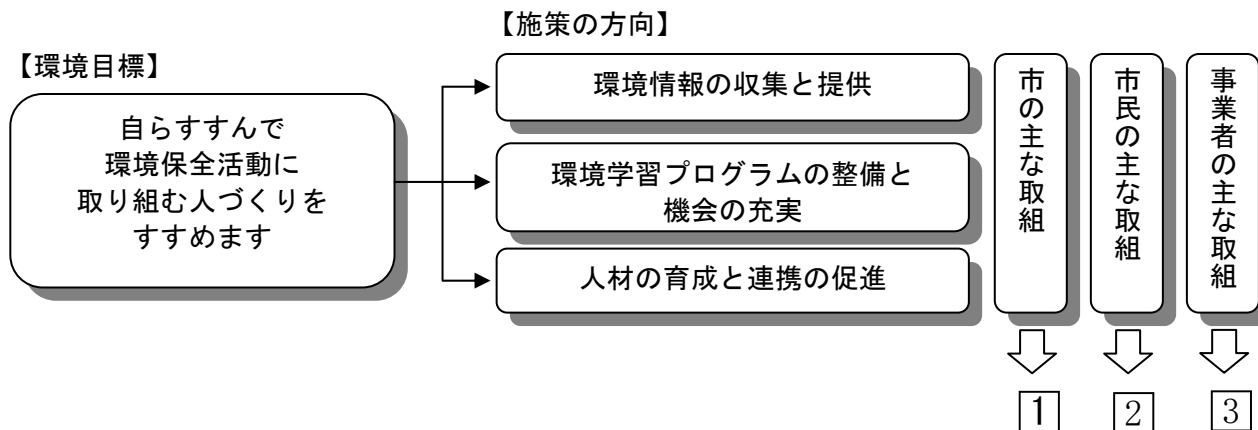 【施策の方向】
【環境目標】
自らすすんで
環境保全活動に
取り組む人づくりを
すすめます
環境情報の収集と提供
環境学習プログラムの整備と
機会の充実
人材の育成と連携の促進
市の主な取組
市民の主な取組
事業者の主な取組
1
2
3